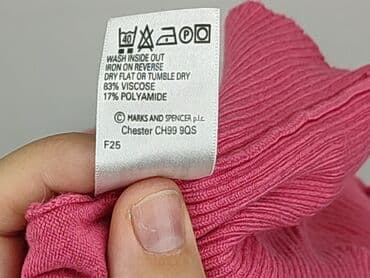 40 P
WASH INSIDE OUT
IRON ON REVERSE
DRY FLAT OR TUMBLE DRY
83% VISCOSE
17% POLYAMIDE
© MARKS AND SPENCER p.l.c.
Chester CH99 9QS
F25